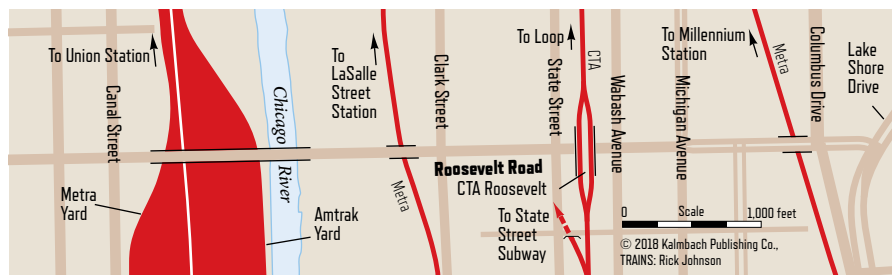 To Union Station
Canal Street
Chicago
River
To
LaSalle
Street
Station
Clark Street
To Loop
CTA
State Street
Wabash Avenue
Michigan Avenue
To Millennium
Station
Metra
Columbus Drive
Lake
Shore
Drive
Metra
Yard
Amtrak
Yard
Metra
Roosevelt Road
CTA Roosevelt
To State
Street
Subway
0 Scale 1,000 feet
© 2018 Kalmbach Publishing Co.,
TRAINS: Rick Johnson